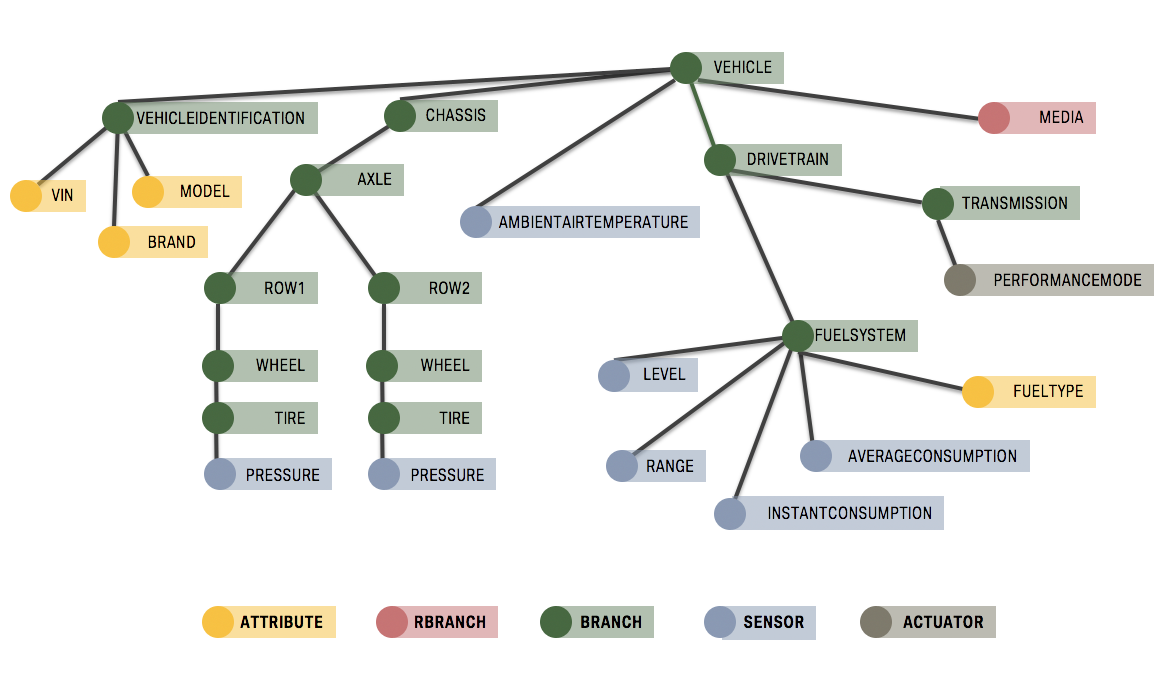 VEHICLE
VEHICLEIDENTIFICATION
CHASSIS
MEDIA
DRIVETRAIN
VIN
MODEL
AXLE
TRANSMISSION
BRAND
AMBIENTAIRTEMPERATURE
ROW1
ROW2
PERFORMANCEMODE
FUELSYSTEM
WHEEL
WHEEL
LEVEL
FUELTYPE
TIRE
TIRE
PRESSURE
PRESSURE
RANGE
AVERAGECONSUMPTION
INSTANTCONSUMPTION
ATTRIBUTE
RBRANCH
BRANCH
SENSOR
ACTUATOR